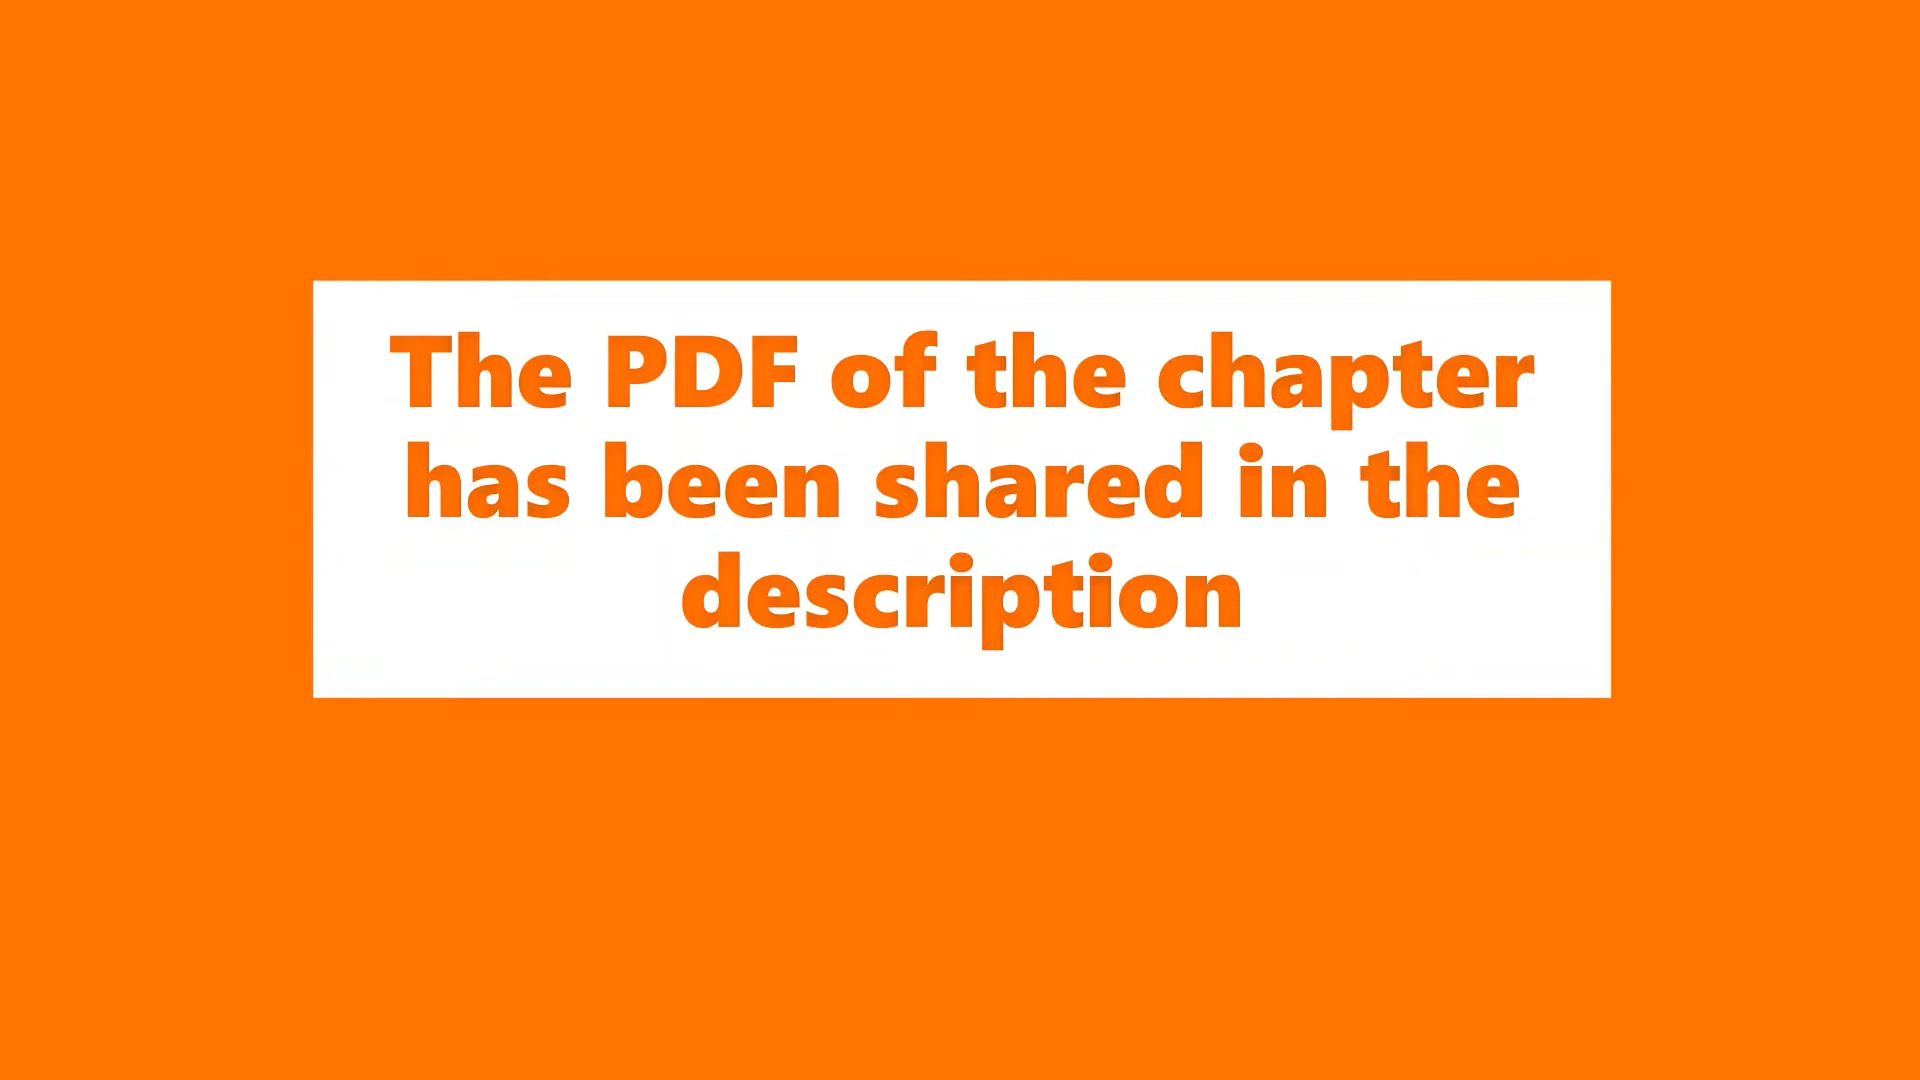 The PDF of the chapter
has been shared in the
description